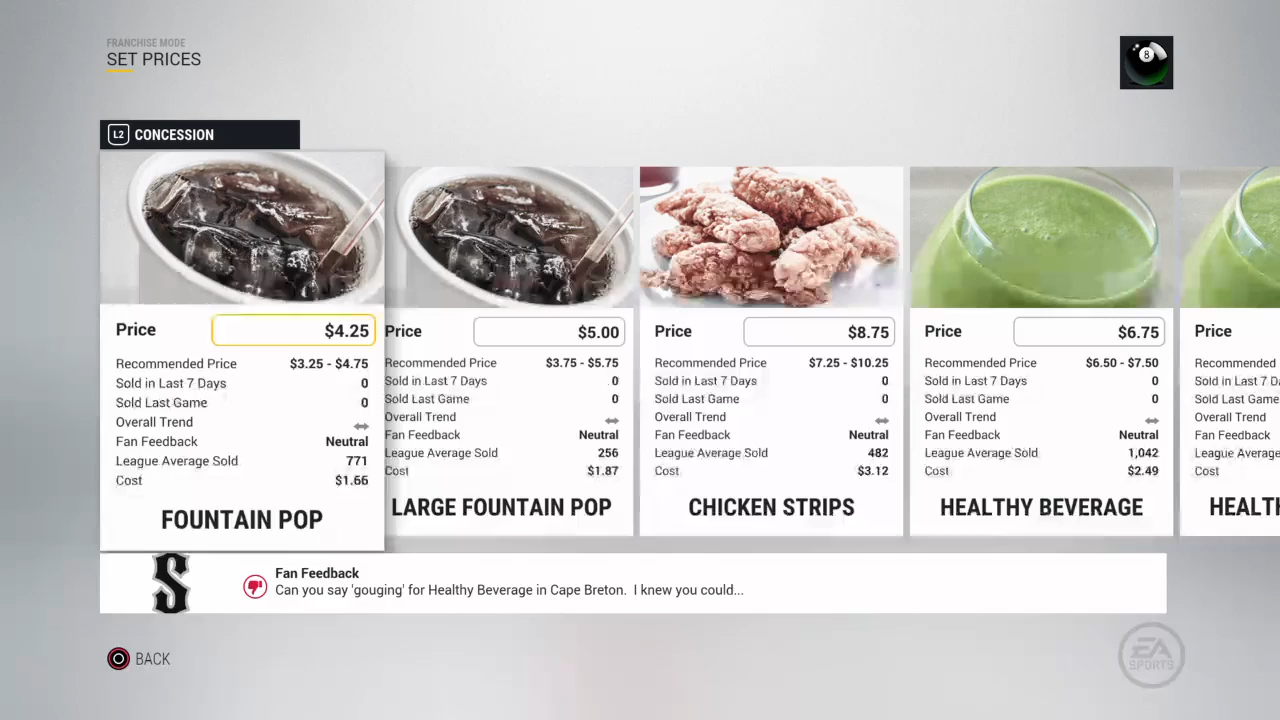 FRANCHISE MODE
SET PRICES
8
L2 CONCESSION
Price $4.25
Recommended Price $3.25 - $4.75
Sold in Last 7 Days 0
Sold Last Game 0
Overall Trend
Fan Feedback Neutral
League Average Sold 771
Cost $1.66
FOUNTAIN POP
Price $5.00
Recommended Price $3.75 - $5.75
Sold in Last 7 Days 0
Sold Last Game 0
Overall Trend
Fan Feedback Neutral
League Average Sold 256
Cost $1.87
LARGE FOUNTAIN POP
Price $8.75
Recommended Price $7.25 - $10.25
Sold in Last 7 Days 0
Sold Last Game 0
Overall Trend
Fan Feedback Neutral
League Average Sold 482
Cost $3.12
CHICKEN STRIPS
Price $6.75
Recommended Price $6.50 - $7.50
Sold in Last 7 Days 0
Sold Last Game 0
Overall Trend
Fan Feedback Neutral
League Average Sold 1,042
Cost $2.49
HEALTHY BEVERAGE
Price
Recommended
Sold in Last 7 D
Sold Last Game
Overall Trend
Fan Feedback
League Average
Cost
HEALT
S
Fan Feedback
Can you say 'gouging' for Healthy Beverage in Cape Breton. I knew you could...
BACK
EA
SPORTS